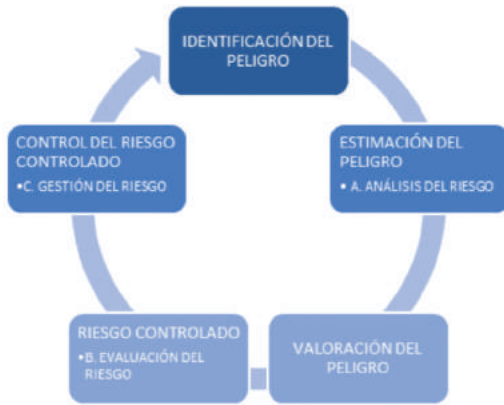 IDENTIFICACIÓN DEL
PELIGRO
ESTIMACIÓN DEL
PELIGRO
•A. ANÁLISIS DEL RIESGO
VALORACIÓN DEL
PELIGRO
RIESGO CONTROLADO
•B. EVALUACIÓN DEL
RIESGO
CONTROL DEL RIESGO
CONTROLADO
•C. GESTIÓN DEL RIESGO